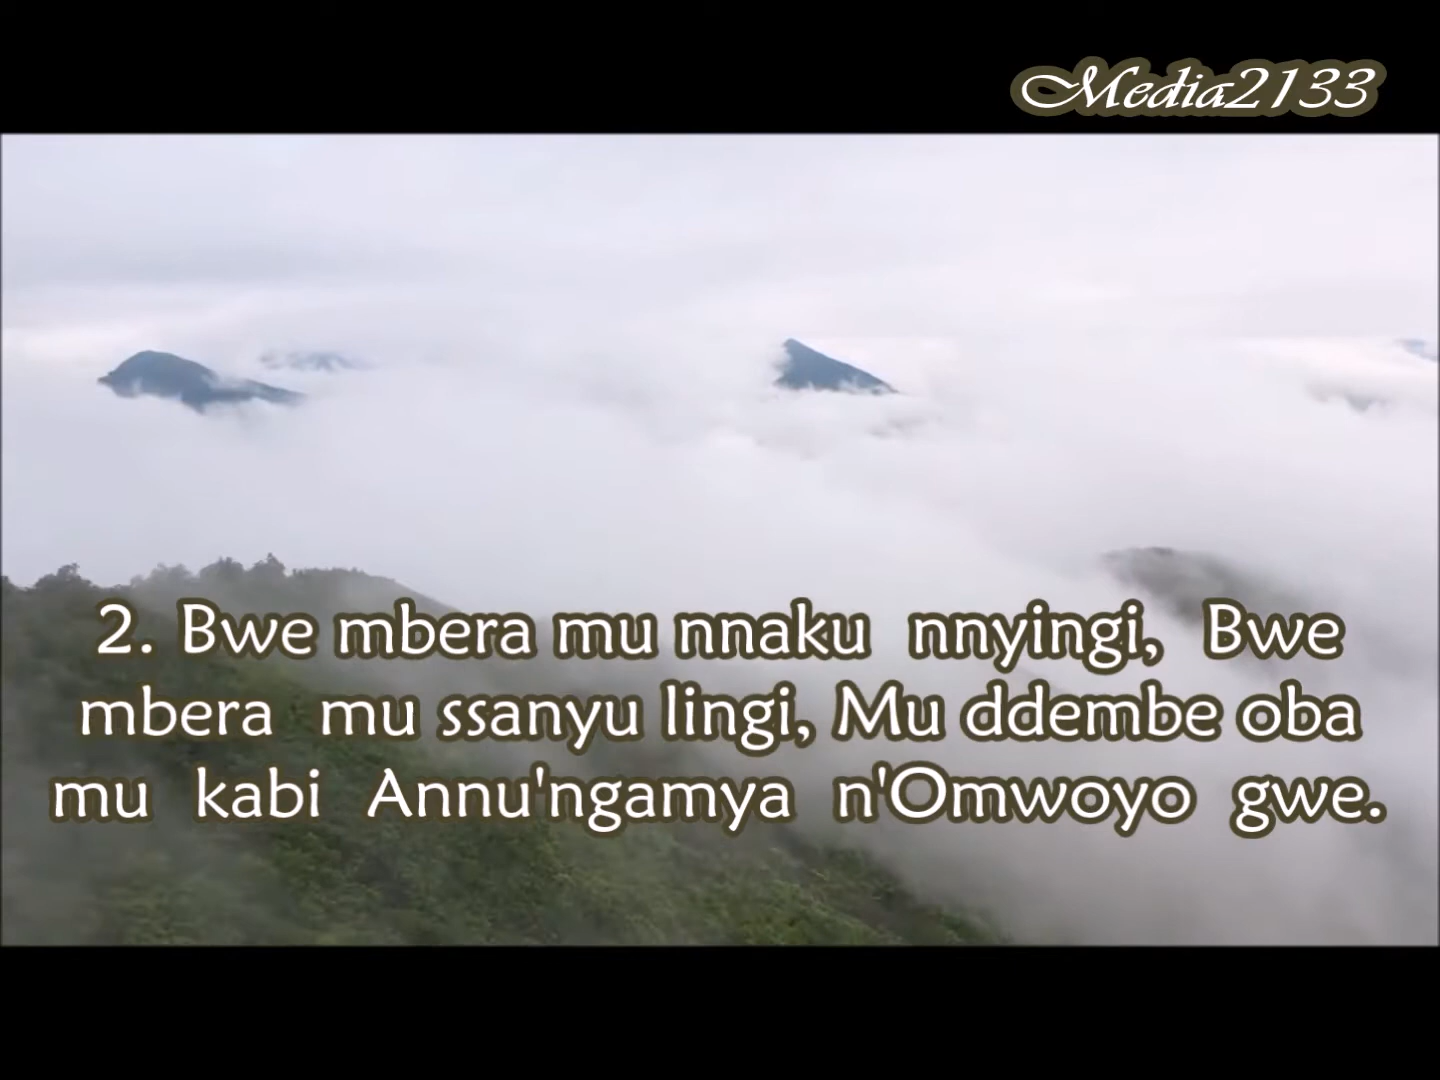 Media2133
2. Bwe mbera mu nnaku nnyingi, Bwe
mbera mu ssanyu lingi, Mu ddembe oba
mu kabi Annu'ngamya n'Omwoyo gwe.